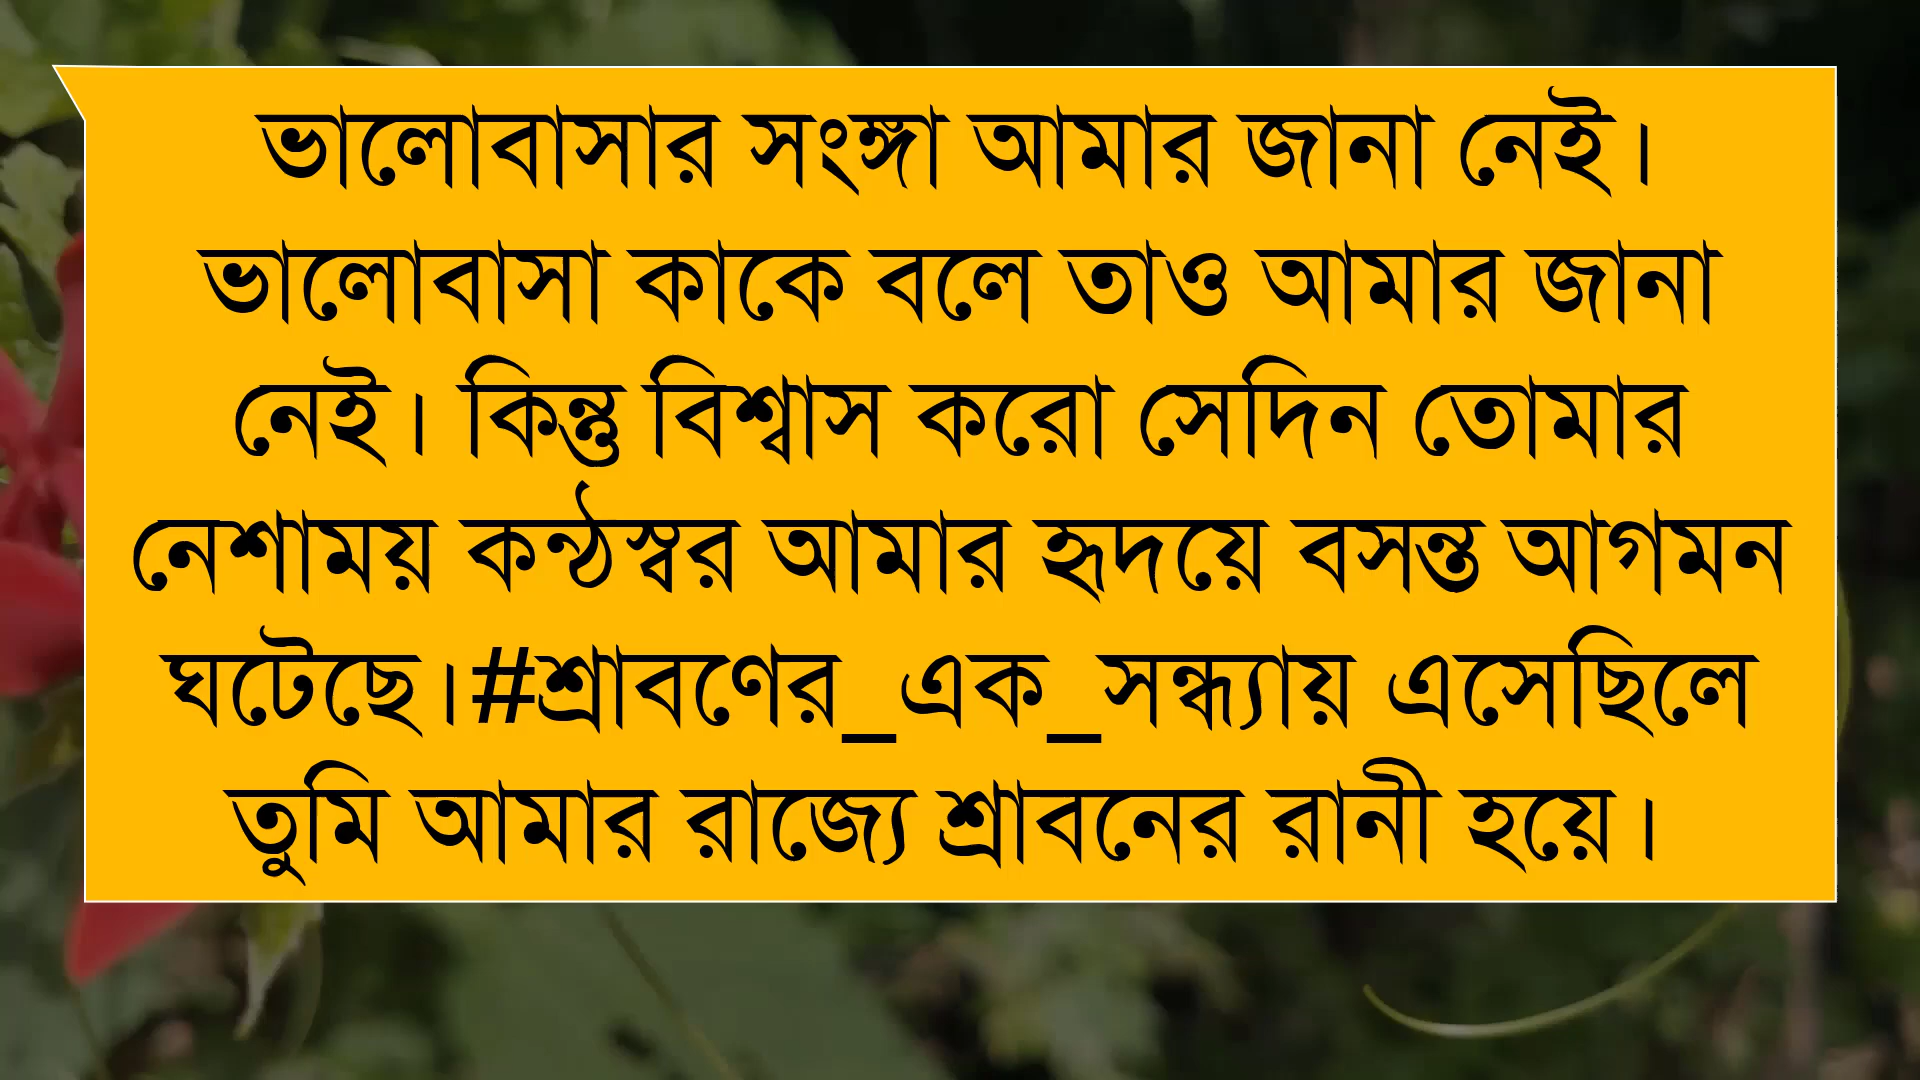 ভালোবাসার সংঙ্গা আমার জানা নেই।
ভালোবাসা কাকে বলে তাও আমার জানা
নেই। কিন্তু বিশ্বাস করো সেদিন তোমার
নেশাময় কন্ঠস্বর আমার হৃদয়ে বসন্ত আগমন
ঘটেছে।#শ্রাবণের_এক_সন্ধ্যায় এসেছিলে
তুমি আমার রাজ্যে শ্রাবনের রানী হয়ে।